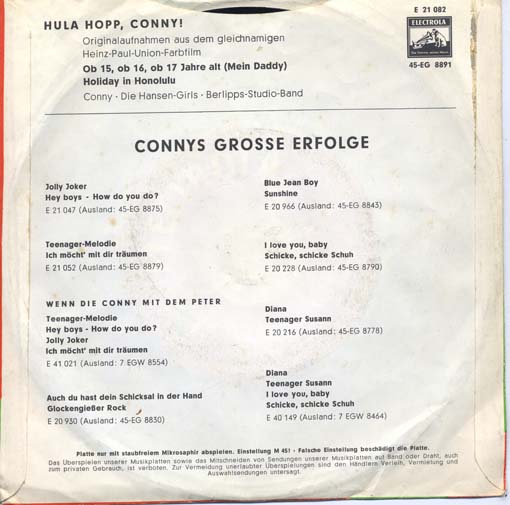 HULA HOPP, CONNY!
Originalaufnahmen aus dem gleichnamigen
Heinz-Paul-Union-Farbfilm
Ob 15, ob 16, ob 17 Jahre alt (Mein Daddy)
Holiday in Honolulu
Conny · Die Hansen-Girls · Berlipps-Studio-Band
E 21 082
ELECTROLA
45-EG 8891
CONNYS GROSSE ERFOLGE
Jolly Joker
Hey boys - How do you do?
E 21 047 (Ausland: 45-EG 8875)
Teenager-Melodie
Ich möcht' mit dir träumen
E 21 052 (Ausland: 45-EG 8879)
WENN DIE CONNY MIT DEM PETER
Teenager-Melodie
Hey boys - How do you do?
Jolly Joker
Ich möcht' mit dir träumen
E 41 021 (Ausland: 7 EGW 8554)
Auch du hast dein Schicksal in der Hand
Glockengießer Rock
E 20 930 (Ausland: 45-EG 8830)
Blue Jean Boy
Sunshine
E 20 966 (Ausland: 45-EG 8843)
I love you, baby
Schicke, schicke Schuh
E 20 228 (Ausland: 45-EG 8790)
Diana
Teenager Susann
E 20 216 (Ausland: 45-EG 8778)
Diana
Teenager Susann
I love you, baby
Schicke, schicke Schuh
E 40 149 (Ausland: 7 EGW 8464)
Platte nur mit staubfreiem Mikrosaphir abspielen. Einstellung M 45! - Falsche Einstellung beschädigt die Platte.
Das Überspielen unserer Musikplatten sowie das Mitschneiden von Sendungen unserer Musikplatten auf Band oder Draht, auch
zum privaten Gebrauch, ist verboten. Zur Vermeidung unerlaubter Überspielungen sind den Händlern Verleih, Vermietung und
Auswahlsendungen untersagt.